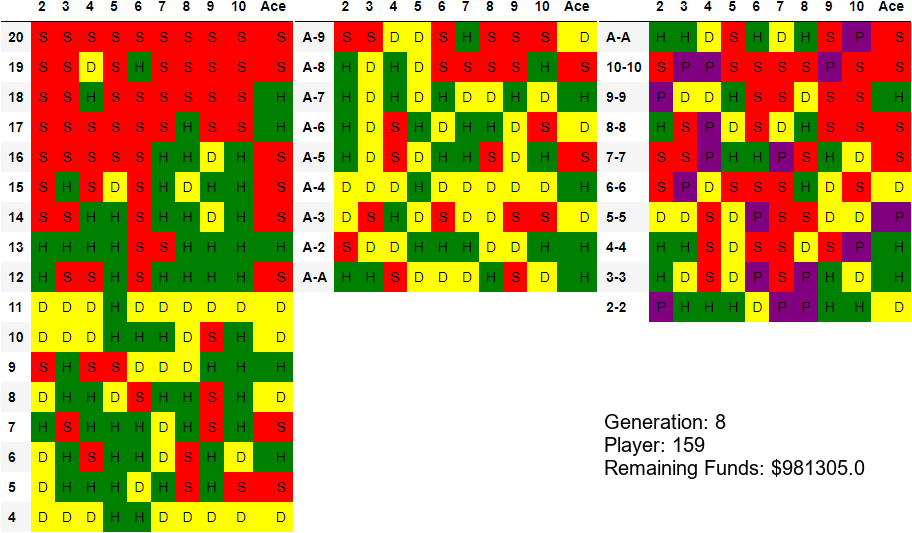 2 3 4 5 6 7 8 9 10 Ace
20 S S S S S S S S S S
19 S S D S H S S S S S
18 S S H S S S S S H H
17 S S S S S S H S S H
16 S S S S S H H D H S
15 S H S D S H D H H S
14 S S H H S H H D H S
13 H H H H S S H H H H
12 H S S H S H H H H S
11 D D D H D D D D D D
10 D D D H H H D S H D
9 S H S S D D D H H H
8 D H H D S H H S H D
7 H S H H H D H S H S
6 D H S H H D S H D H
5 D H H H D H S H S S
4 D D D H H D D D D D
2 3 4 5 6 7 8 9 10 Ace
A-9 S S D D S H S S S D
A-8 H D H D S S S S H S
A-7 H D H D H D D H D H
A-6 H D S H D H H D S D
A-5 H D S D H H S D H S
A-4 D D D H D D D D D H
A-3 D S H D S D D S S D
A-2 S D D H H H D D H H
A-A H H S D D D H S D H
2 3 4 5 6 7 8 9 10 Ace
A-A H H D S H D H S P S
10-10 S P P S S S S P S S
9-9 P D D H S S D S S H
8-8 H S P D S D H S S S
7-7 S S P H H P S H D S
6-6 S P D S S S H D S D
5-5 D D S D P S S D D P
4-4 H H S D S S D S P H
3-3 H D S D P S P H D H
2-2 P H H H D P P H H D
Generation: 8
Player: 159
Remaining Funds: $981305.0